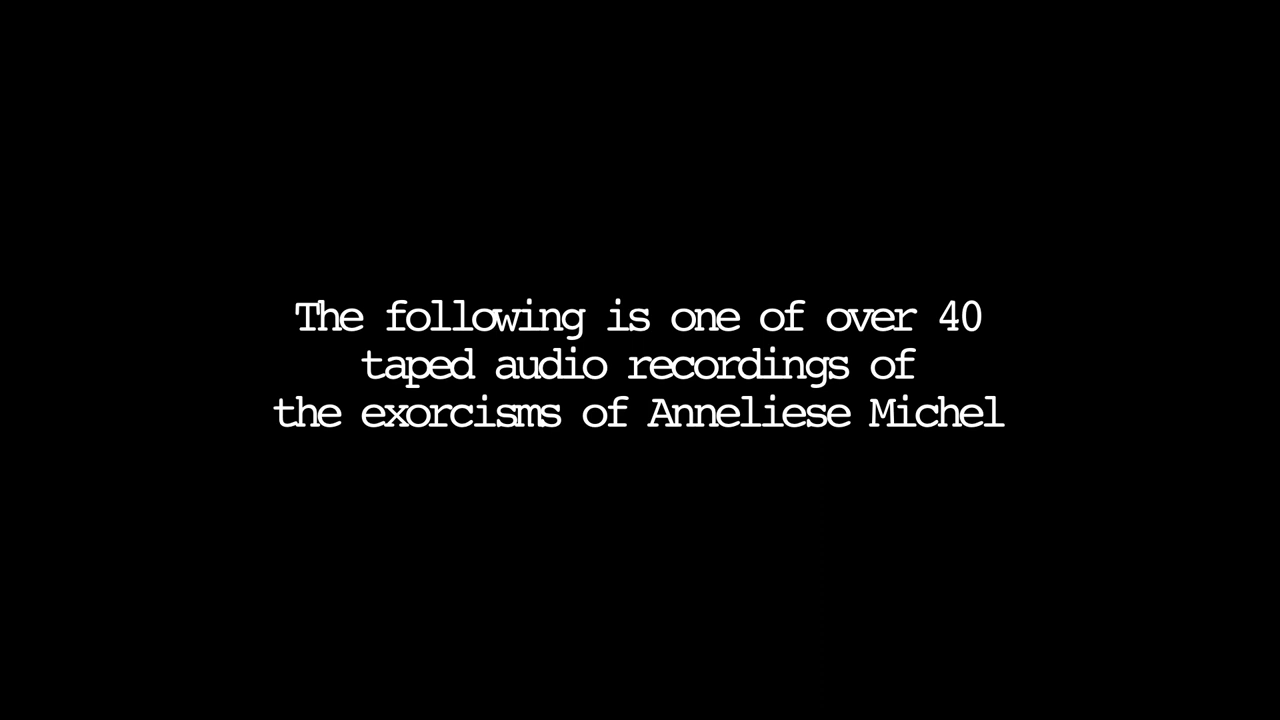 The following is one of over 40
taped audio recordings of
the exorcisms of Anneliese Michel